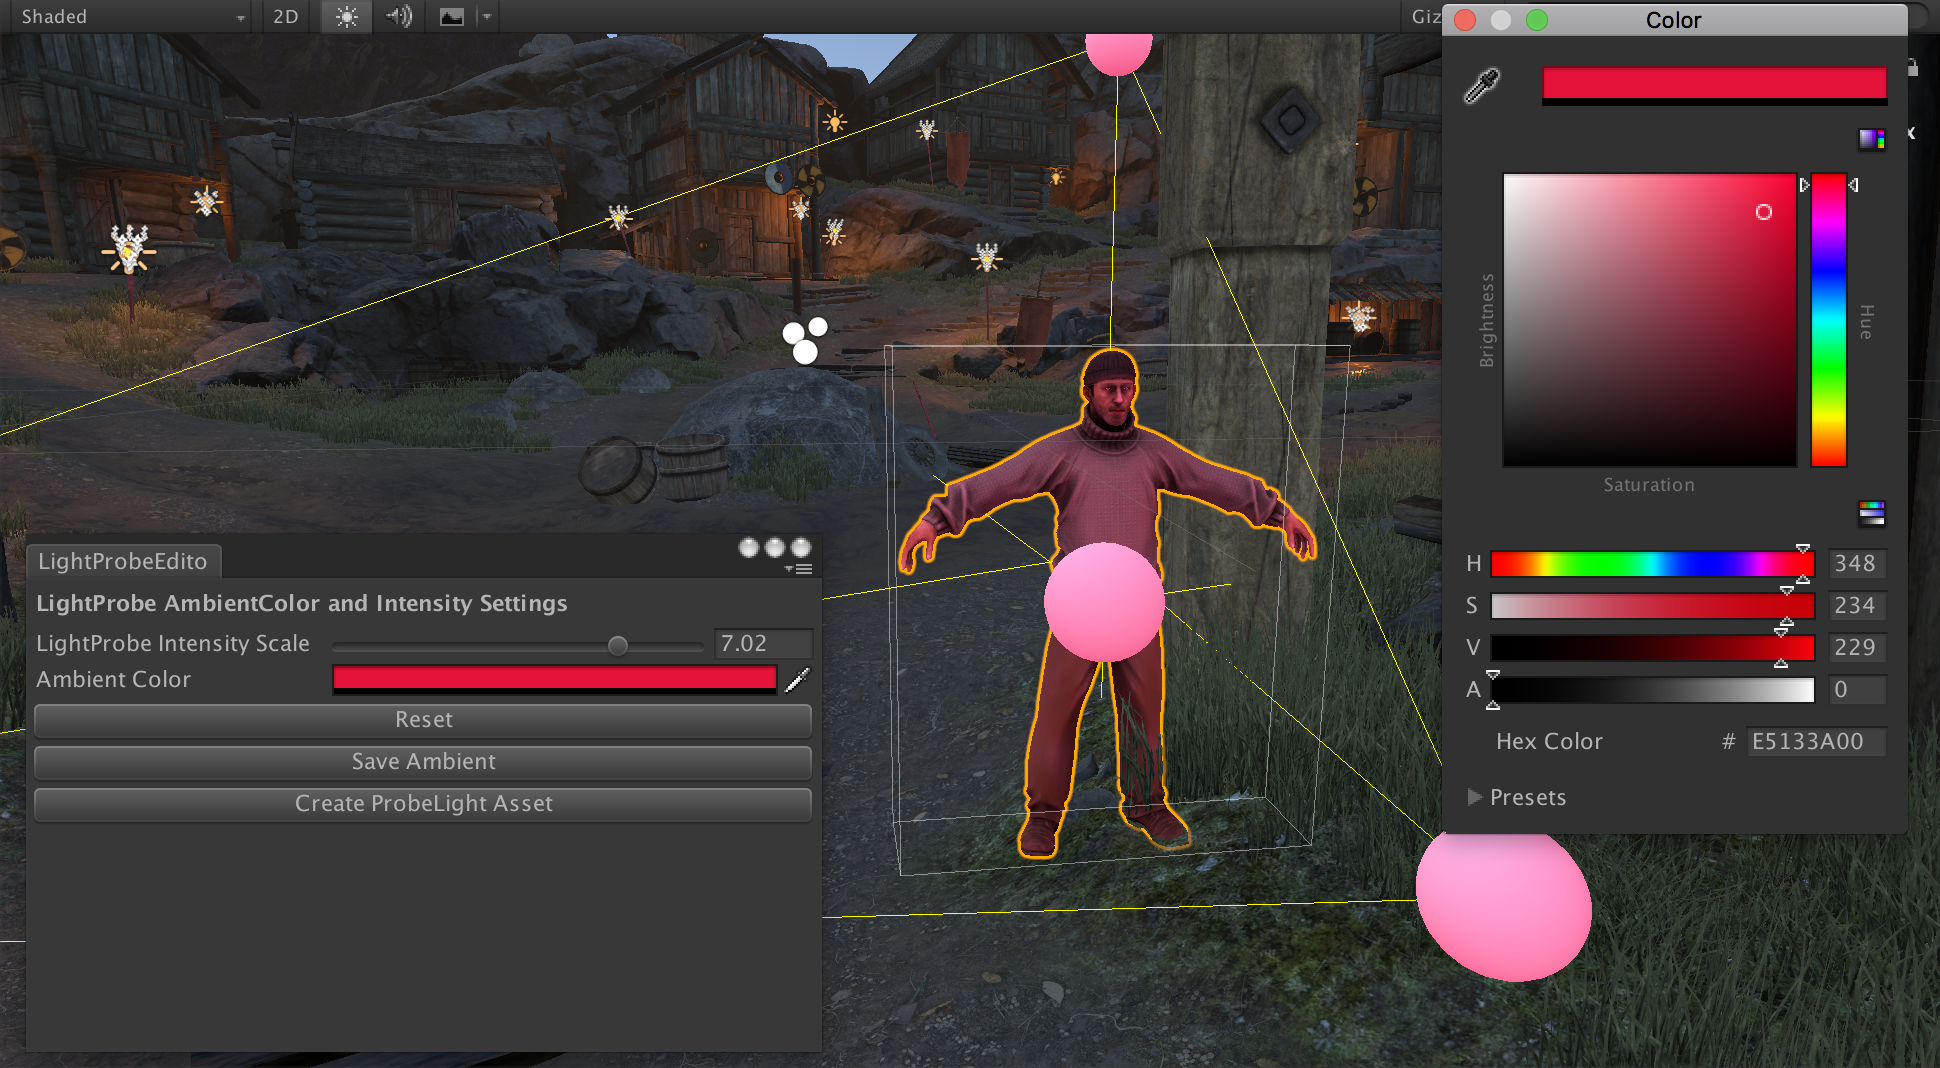 Shaded
2D
Giz
Color
x
Brightness
Hue
Saturation
H 348
S 234
V 229
A 0
Hex Color # E5133A00
Presets
LightProbeEdito
LightProbe AmbientColor and Intensity Settings
LightProbe Intensity Scale 7.02
Ambient Color
Reset
Save Ambient
Create ProbeLight Asset